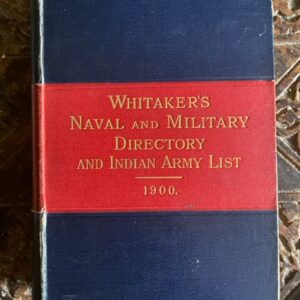 WHITAKER'S
NAVAL AND MILITARY
DIRECTORY
AND INDIAN ARMY LIST
1900.